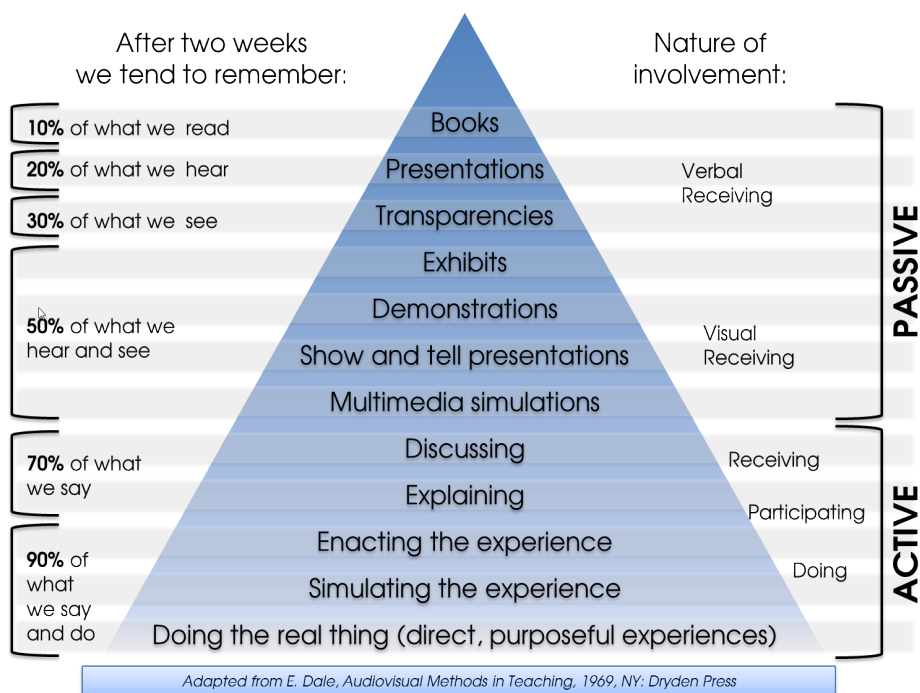 After two weeks
we tend to remember:
Nature of
involvement:
10% of what we read
Books
20% of what we hear
Presentations
Verbal
Receiving
30% of what we see
Transparencies
Exhibits
Demonstrations
50% of what we
hear and see
Show and tell presentations
Visual
Receiving
Multimedia simulations
PASSIVE
70% of what
we say
Discussing
Receiving
Explaining
Participating
90% of
what
we say
and do
Enacting the experience
Doing
Simulating the experience
Doing the real thing (direct, purposeful experiences)
ACTIVE
Adapted from E. Dale, Audiovisual Methods in Teaching, 1969, NY: Dryden Press